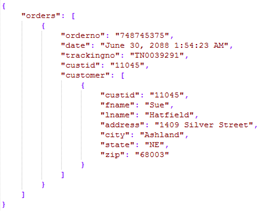 {
"orders": [
{
"orderno": "748745375",
"date": "June 30, 2088 1:54:23 AM",
"trackingno": "TN0039291",
"custid": "11045",
"customer": [
{
"custid": "11045",
"fname": "Sue",
"lname": "Hatfield",
"address": "1409 Silver Street",
"city": "Ashland",
"state": "NE",
"zip": "68003"
}
]
}
]
}